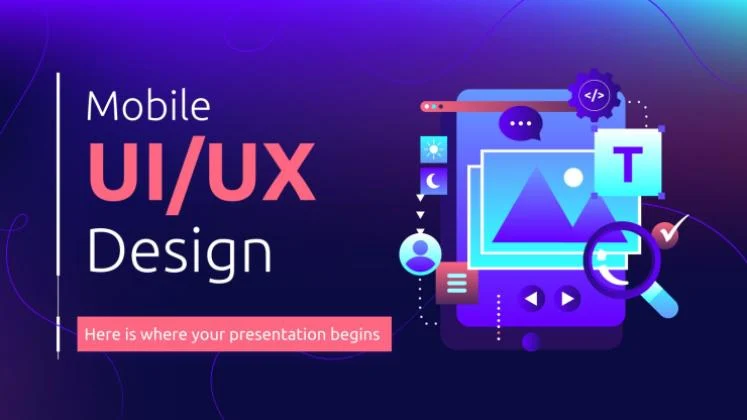 Mobile
UI/UX
Design
Here is where your presentation begins
</>
T